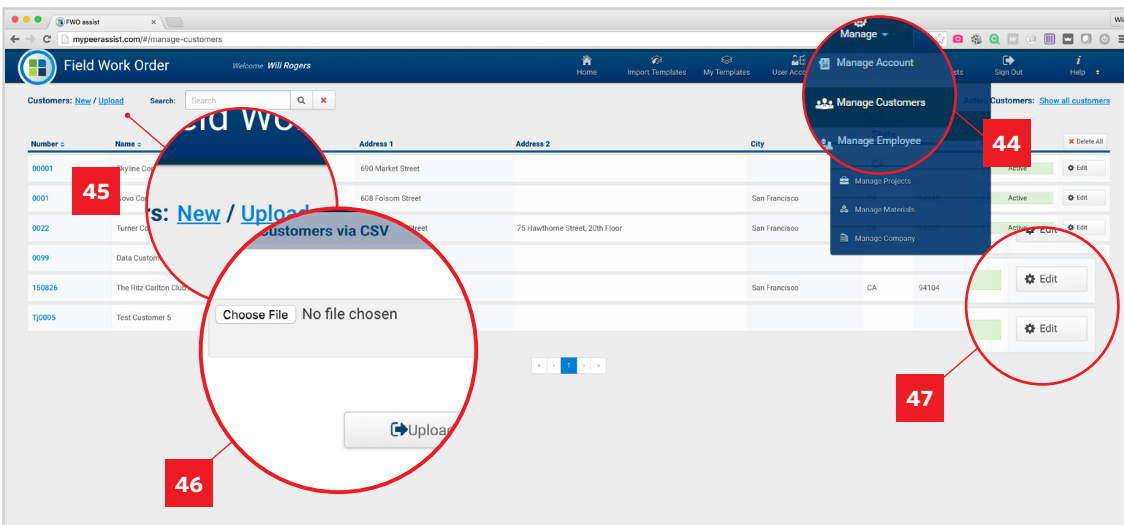 FWO assist
Wil
mypeerassist.com/#/manage-customers
Field Work Order
Welcome: Will Rogers
Home
Import Templates
My Templates
User Acco
Manage
Sign Out
Help
Manage Account
Manage Customers
Manage Employee
Manage Projects
Manage Materials
Manage Company
Customers: New / Upload
Search:
Search
Customers: Show all customers
44
Number
Name
Address 1
Address 2
City
Delete All
00001
Skyline Con
690 Market Street
CA
Active
Edit
45
0001
Novo Con
608 Folsom Street
San Francisco
Active
Edit
s: New / Upload
0022
Turner Co
Street
75 Hawthorne Street, 20th Floor
San Francisco
Active
Edit
Customers via CSV
0099
Data Custom
150826
The Ritz-Carlton Club
San Francisco
CA
94104
Edit
Tj0005
Test Customer 5
Choose File No file chosen
Edit
1
47
Upload
46